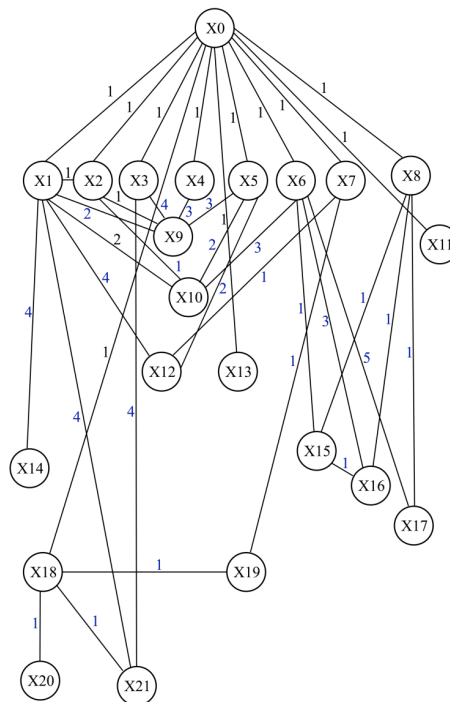 X0
1 1 1 1 1 1 1 1
1
X1 1 X2 X3 X4 X5 X6 X7 X8
2 1 4 3 3 1
X9 X11
2 2 3
1 1
X10 4 2
1 3 1
4 1 5 1
X12 X13 1
4 4
X15 1
X14 X16
X17
X18 1 X19
1 1
X20 X21